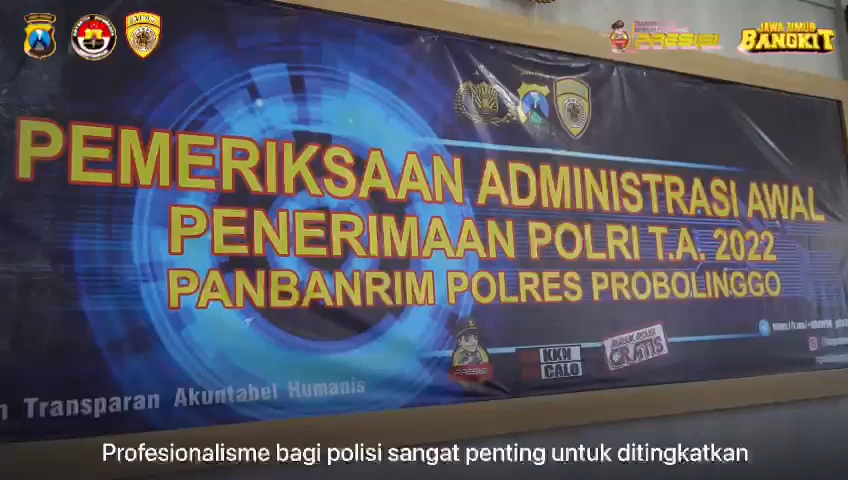 PRESISI
JAWA TIMUR
BANGKIT
PEMERIKSAAN ADMINISTRASI AWAL
PENERIMAAN POLRI T.A. 2022
PANBANRIM POLRES PROBOLINGGO
PRESISI
KKN
CALO
MASUK POLISI
GRATIS
Transparan Akuntabel Humanis
Profesionalisme bagi polisi sangat penting untuk ditingkatkan